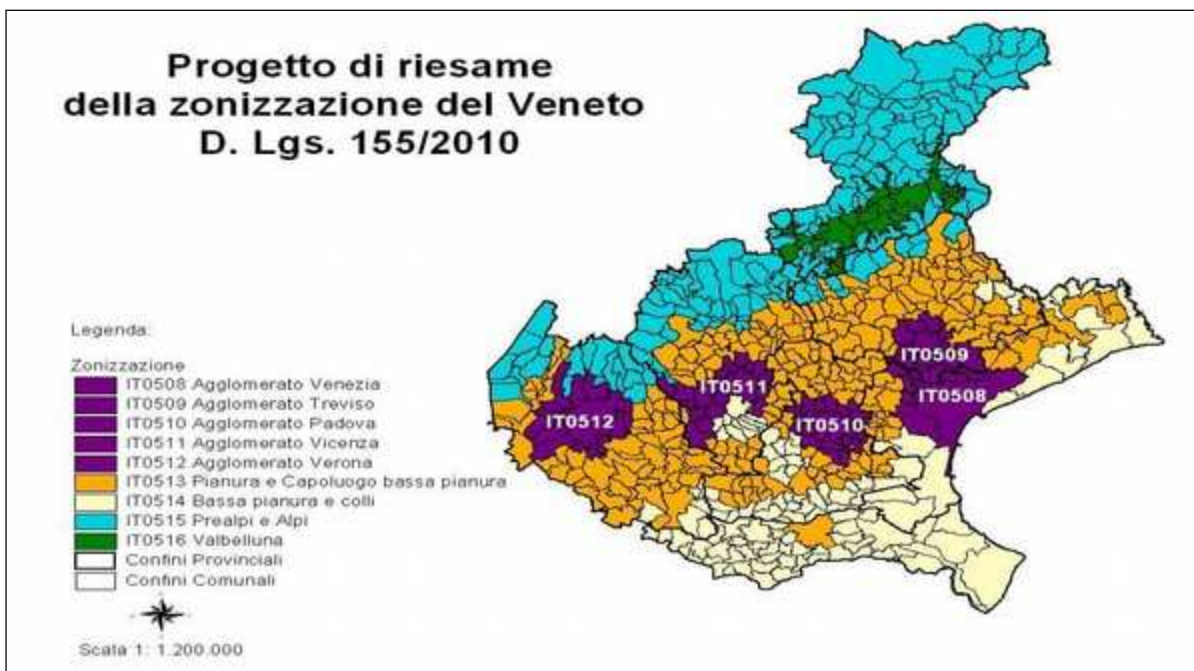 Progetto di riesame
della zonizzazione del Veneto
D. Lgs. 155/2010
Legenda:
Zonizzazione
IT0508 Agglomerato Venezia
IT0509 Agglomerato Treviso
IT0510 Agglomerato Padova
IT0511 Agglomerato Vicenza
IT0512 Agglomerato Verona
IT0513 Pianura e Capoluogo bassa pianura
IT0514 Bassa pianura e colli
IT0515 Prealpi e Alpi
IT0516 Valbelluna
Confini Provinciali
Confini Comunali
Scala 1: 1.200.000
IT0509
IT0511
IT0508
IT0512
IT0510